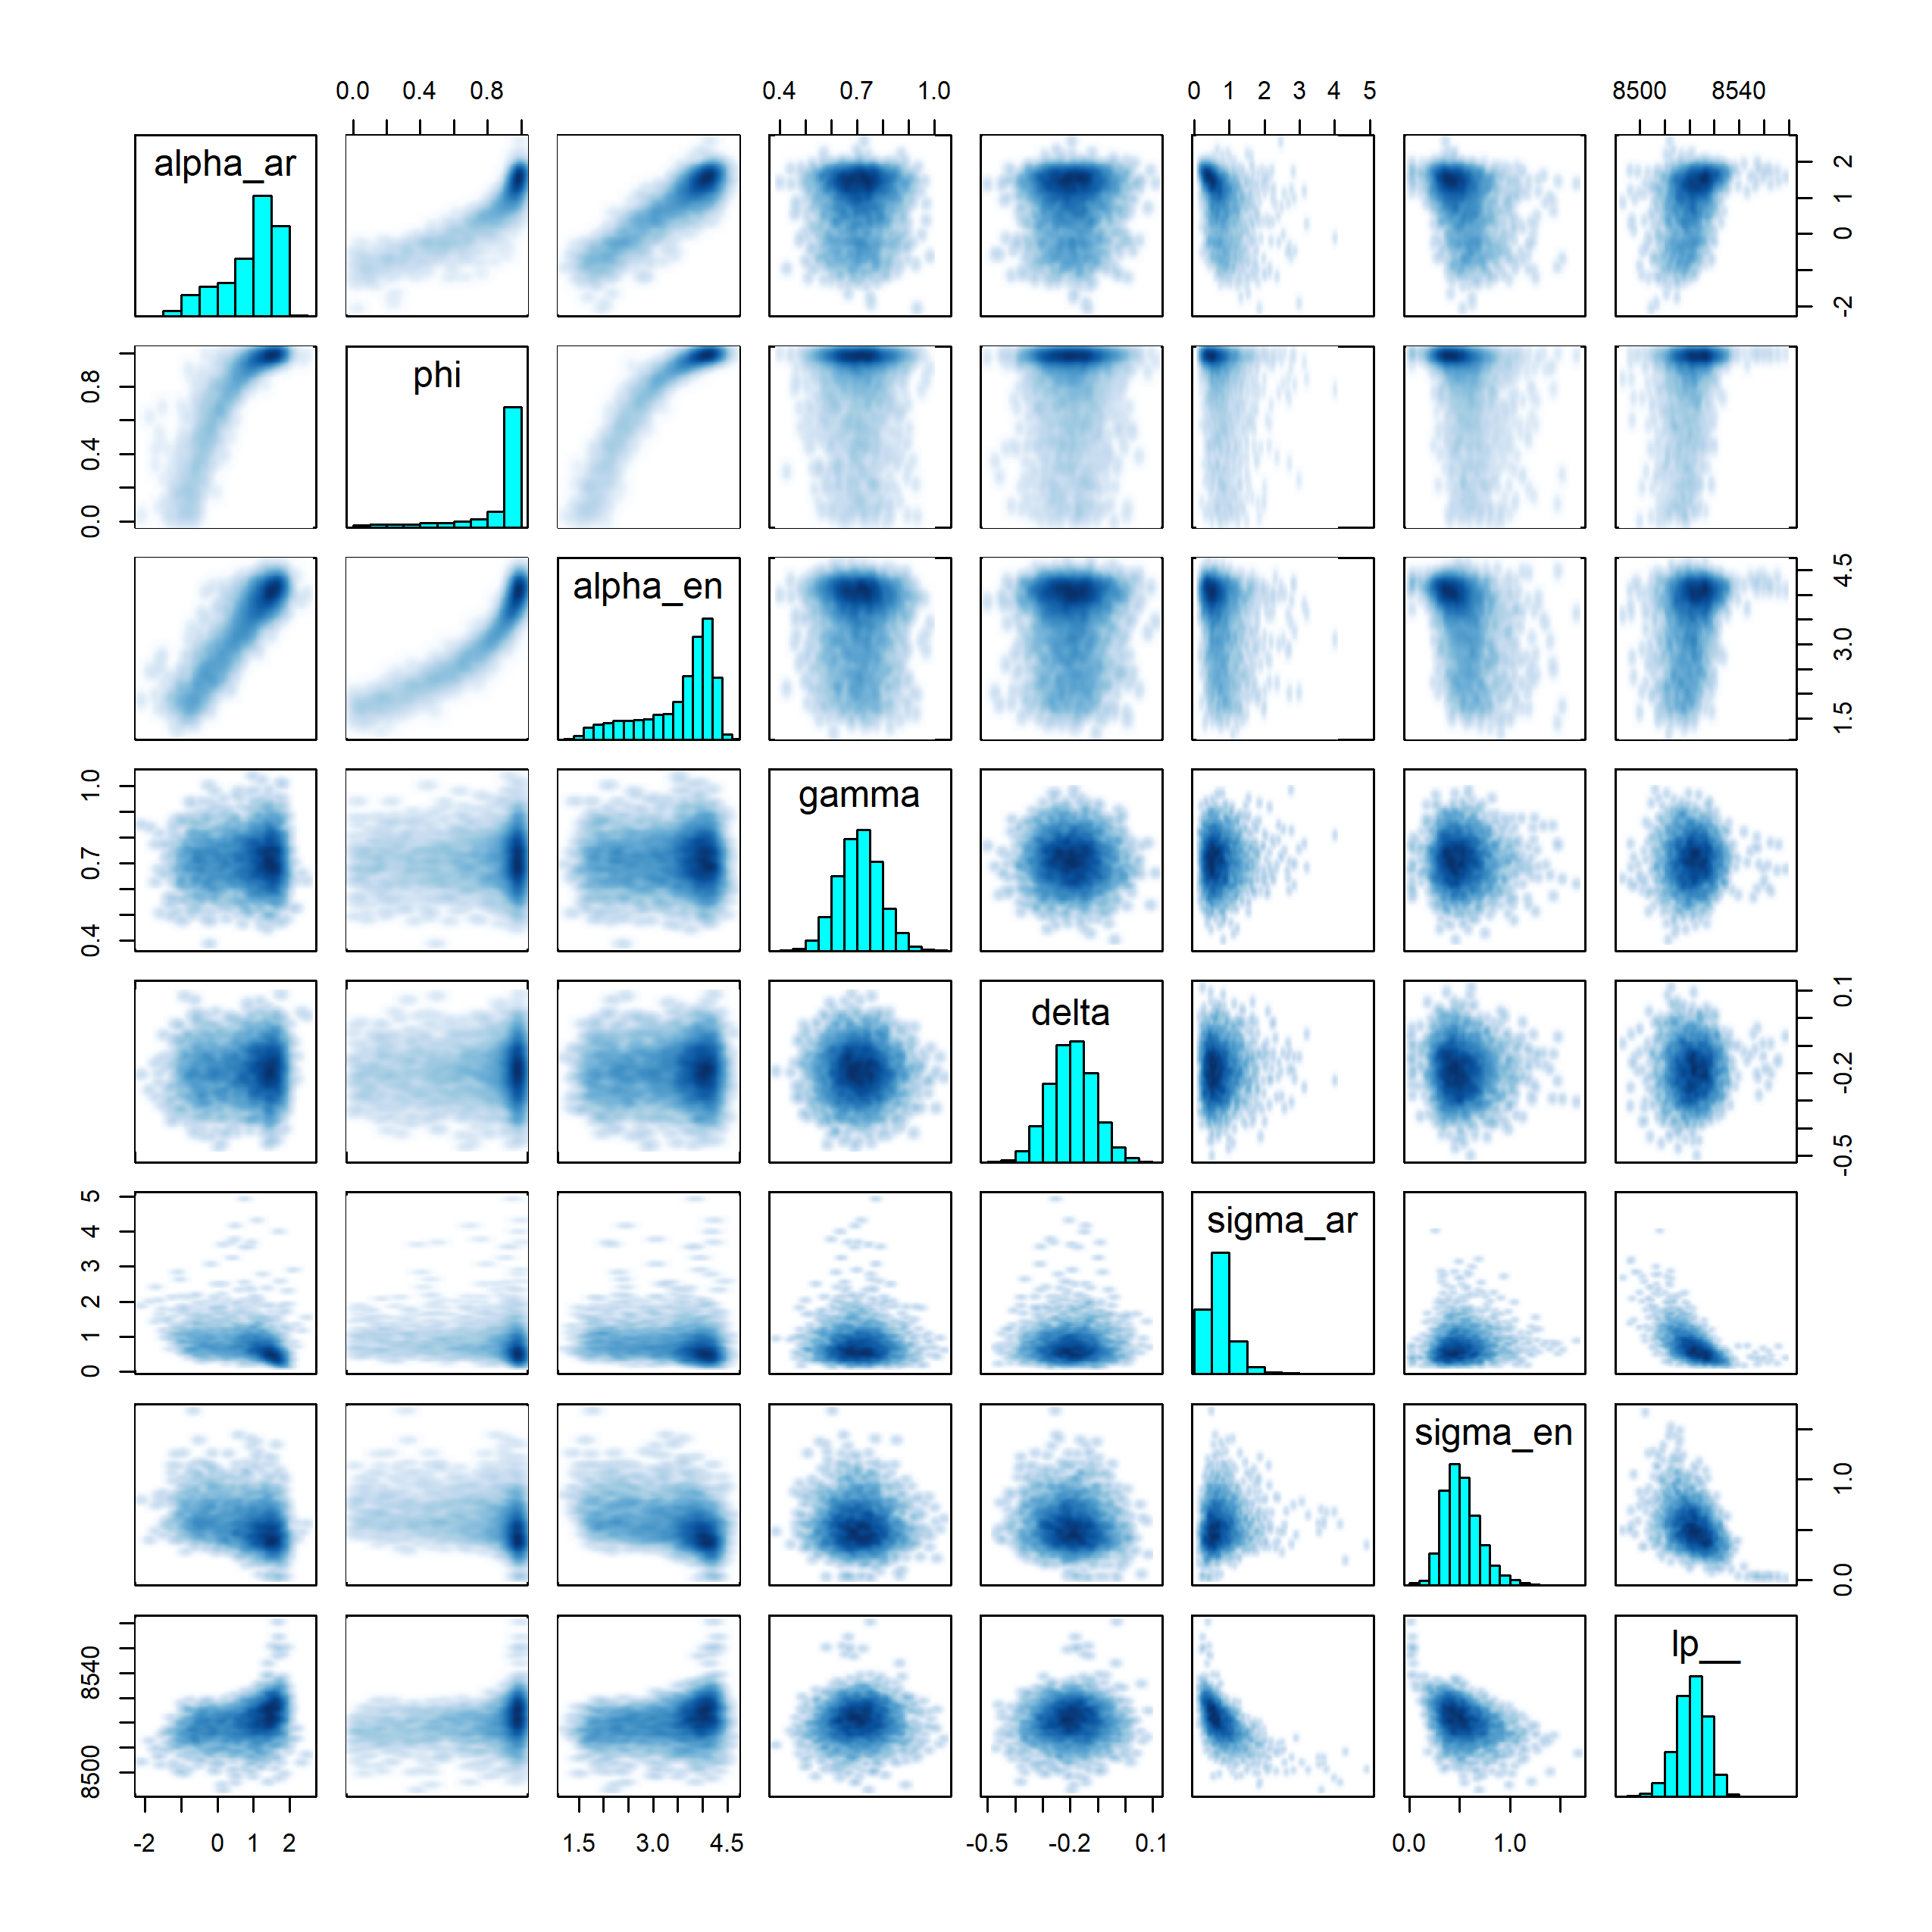 0.0 0.4 0.8 0.4 0.7 1.0 0 1 2 3 4 5 8500 8540
alpha_ar
-2 0 1 2
phi
0.0 0.4 0.8
alpha_en
1.5 3.0 4.5
gamma
0.4 0.7 1.0
delta
-0.5 -0.2 0.1
sigma_ar
0 1 2 3 4 5
sigma_en
0.0 1.0
lp__
8500 8540
-2 0 1 2 1.5 3.0 4.5 -0.5 -0.2 0.1 0.0 1.0